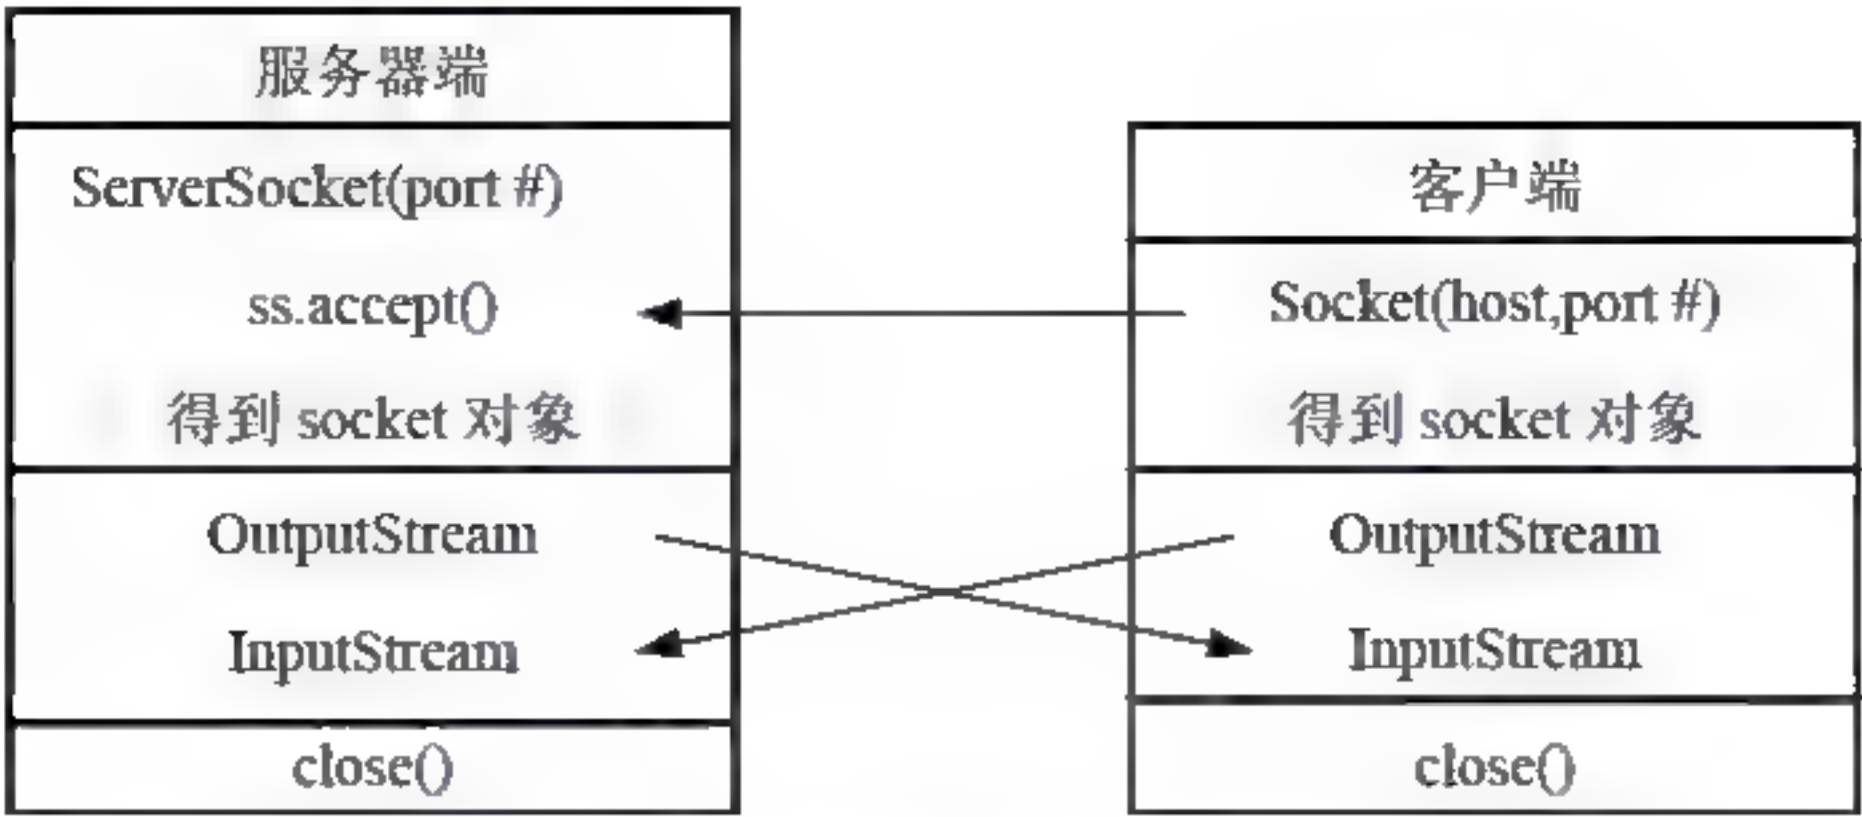 服务器端
ServerSocket(port #)
ss.accept()
得到 socket 对象
OutputStream
InputStream
close()
客户端
Socket(host,port #)
得到 socket 对象
OutputStream
InputStream
close()